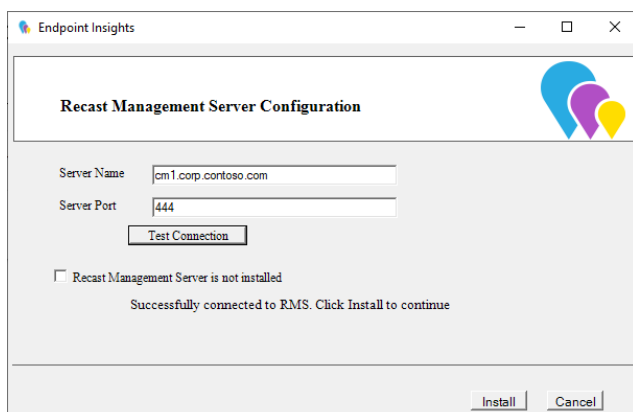 Endpoint Insights
Recast Management Server Configuration
Server Name cm1.corp.contoso.com
Server Port 444
Test Connection
Recast Management Server is not installed
Successfully connected to RMS. Click Install to continue
Install Cancel